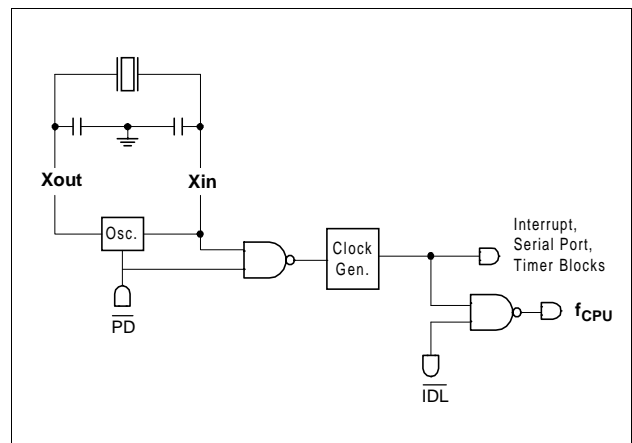 Xout
Xin
Osc.
PD
Clock
Gen.
Interrupt,
Serial Port,
Timer Blocks
fCPU
IDL